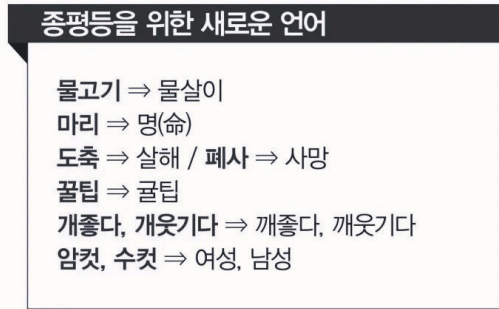 종평등을 위한 새로운 언어
물고기 ⇒ 물살이
마리 ⇒ 명(命)
도축 ⇒ 살해 / 폐사 ⇒ 사망
꿀팁 ⇒ 귤팁
개좋다, 개웃기다 ⇒ 깨좋다, 깨웃기다
암컷, 수컷 ⇒ 여성, 남성